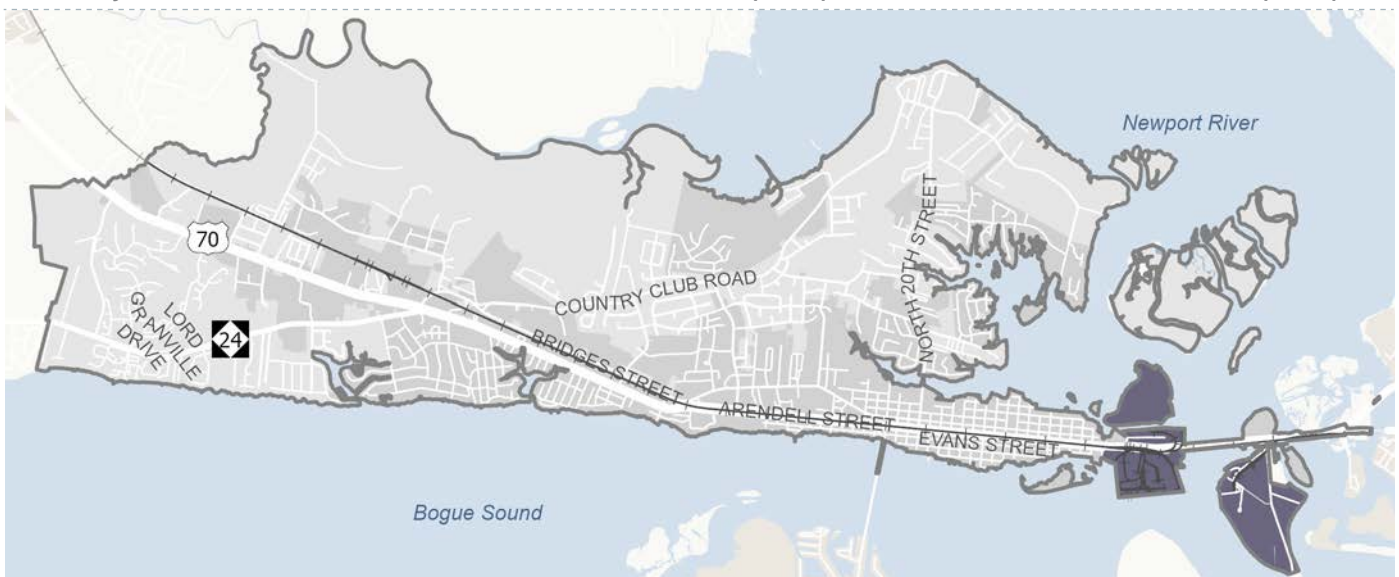 Newport River
70
NORTH 20TH STREET
COUNTRY CLUB ROAD
LORD
GRANVILLE
DRIVE
24
BRIDGES STREET
ARENDELL STREET
EVANS STREET
Bogue Sound